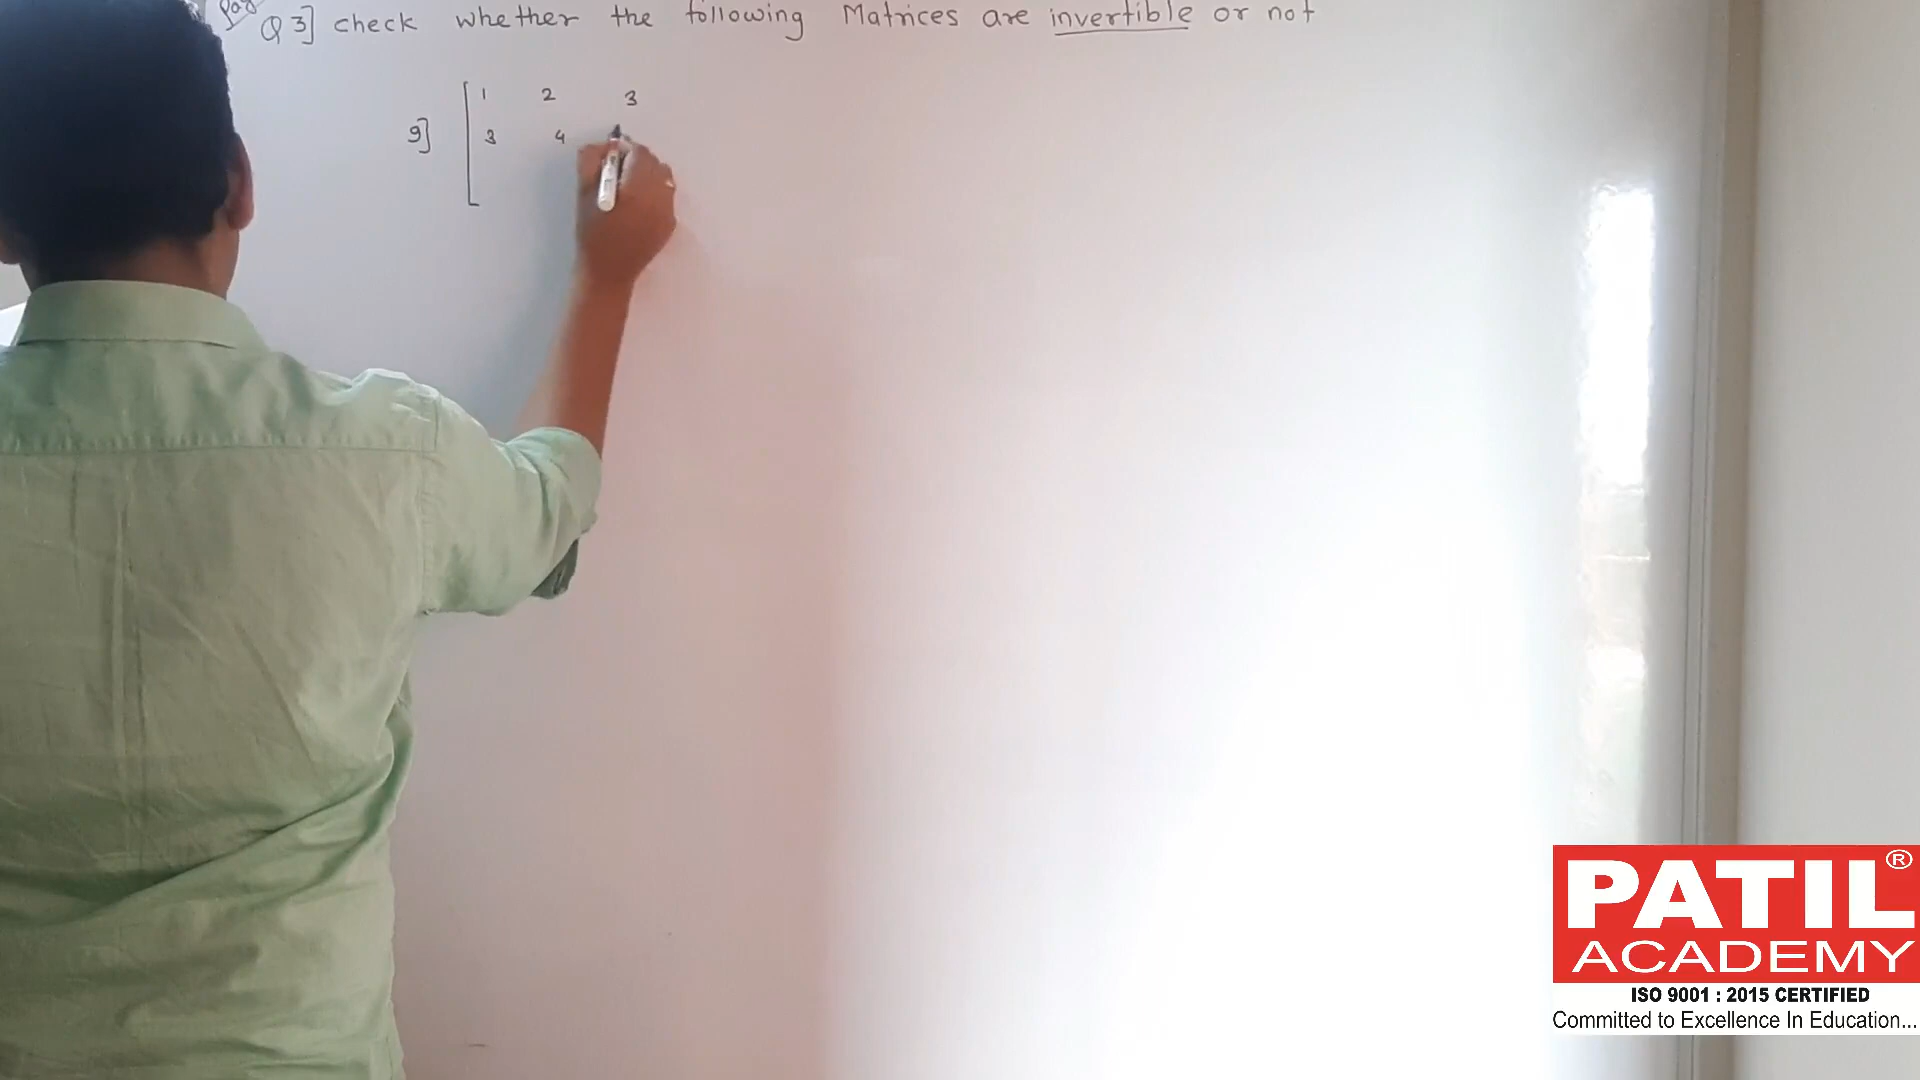 Q 3] check whether the following Matrices are invertible or not
9] [ 1 2 3
3 4
PATIL®
ACADEMY
ISO 9001 : 2015 CERTIFIED
Committed to Excellence In Education...